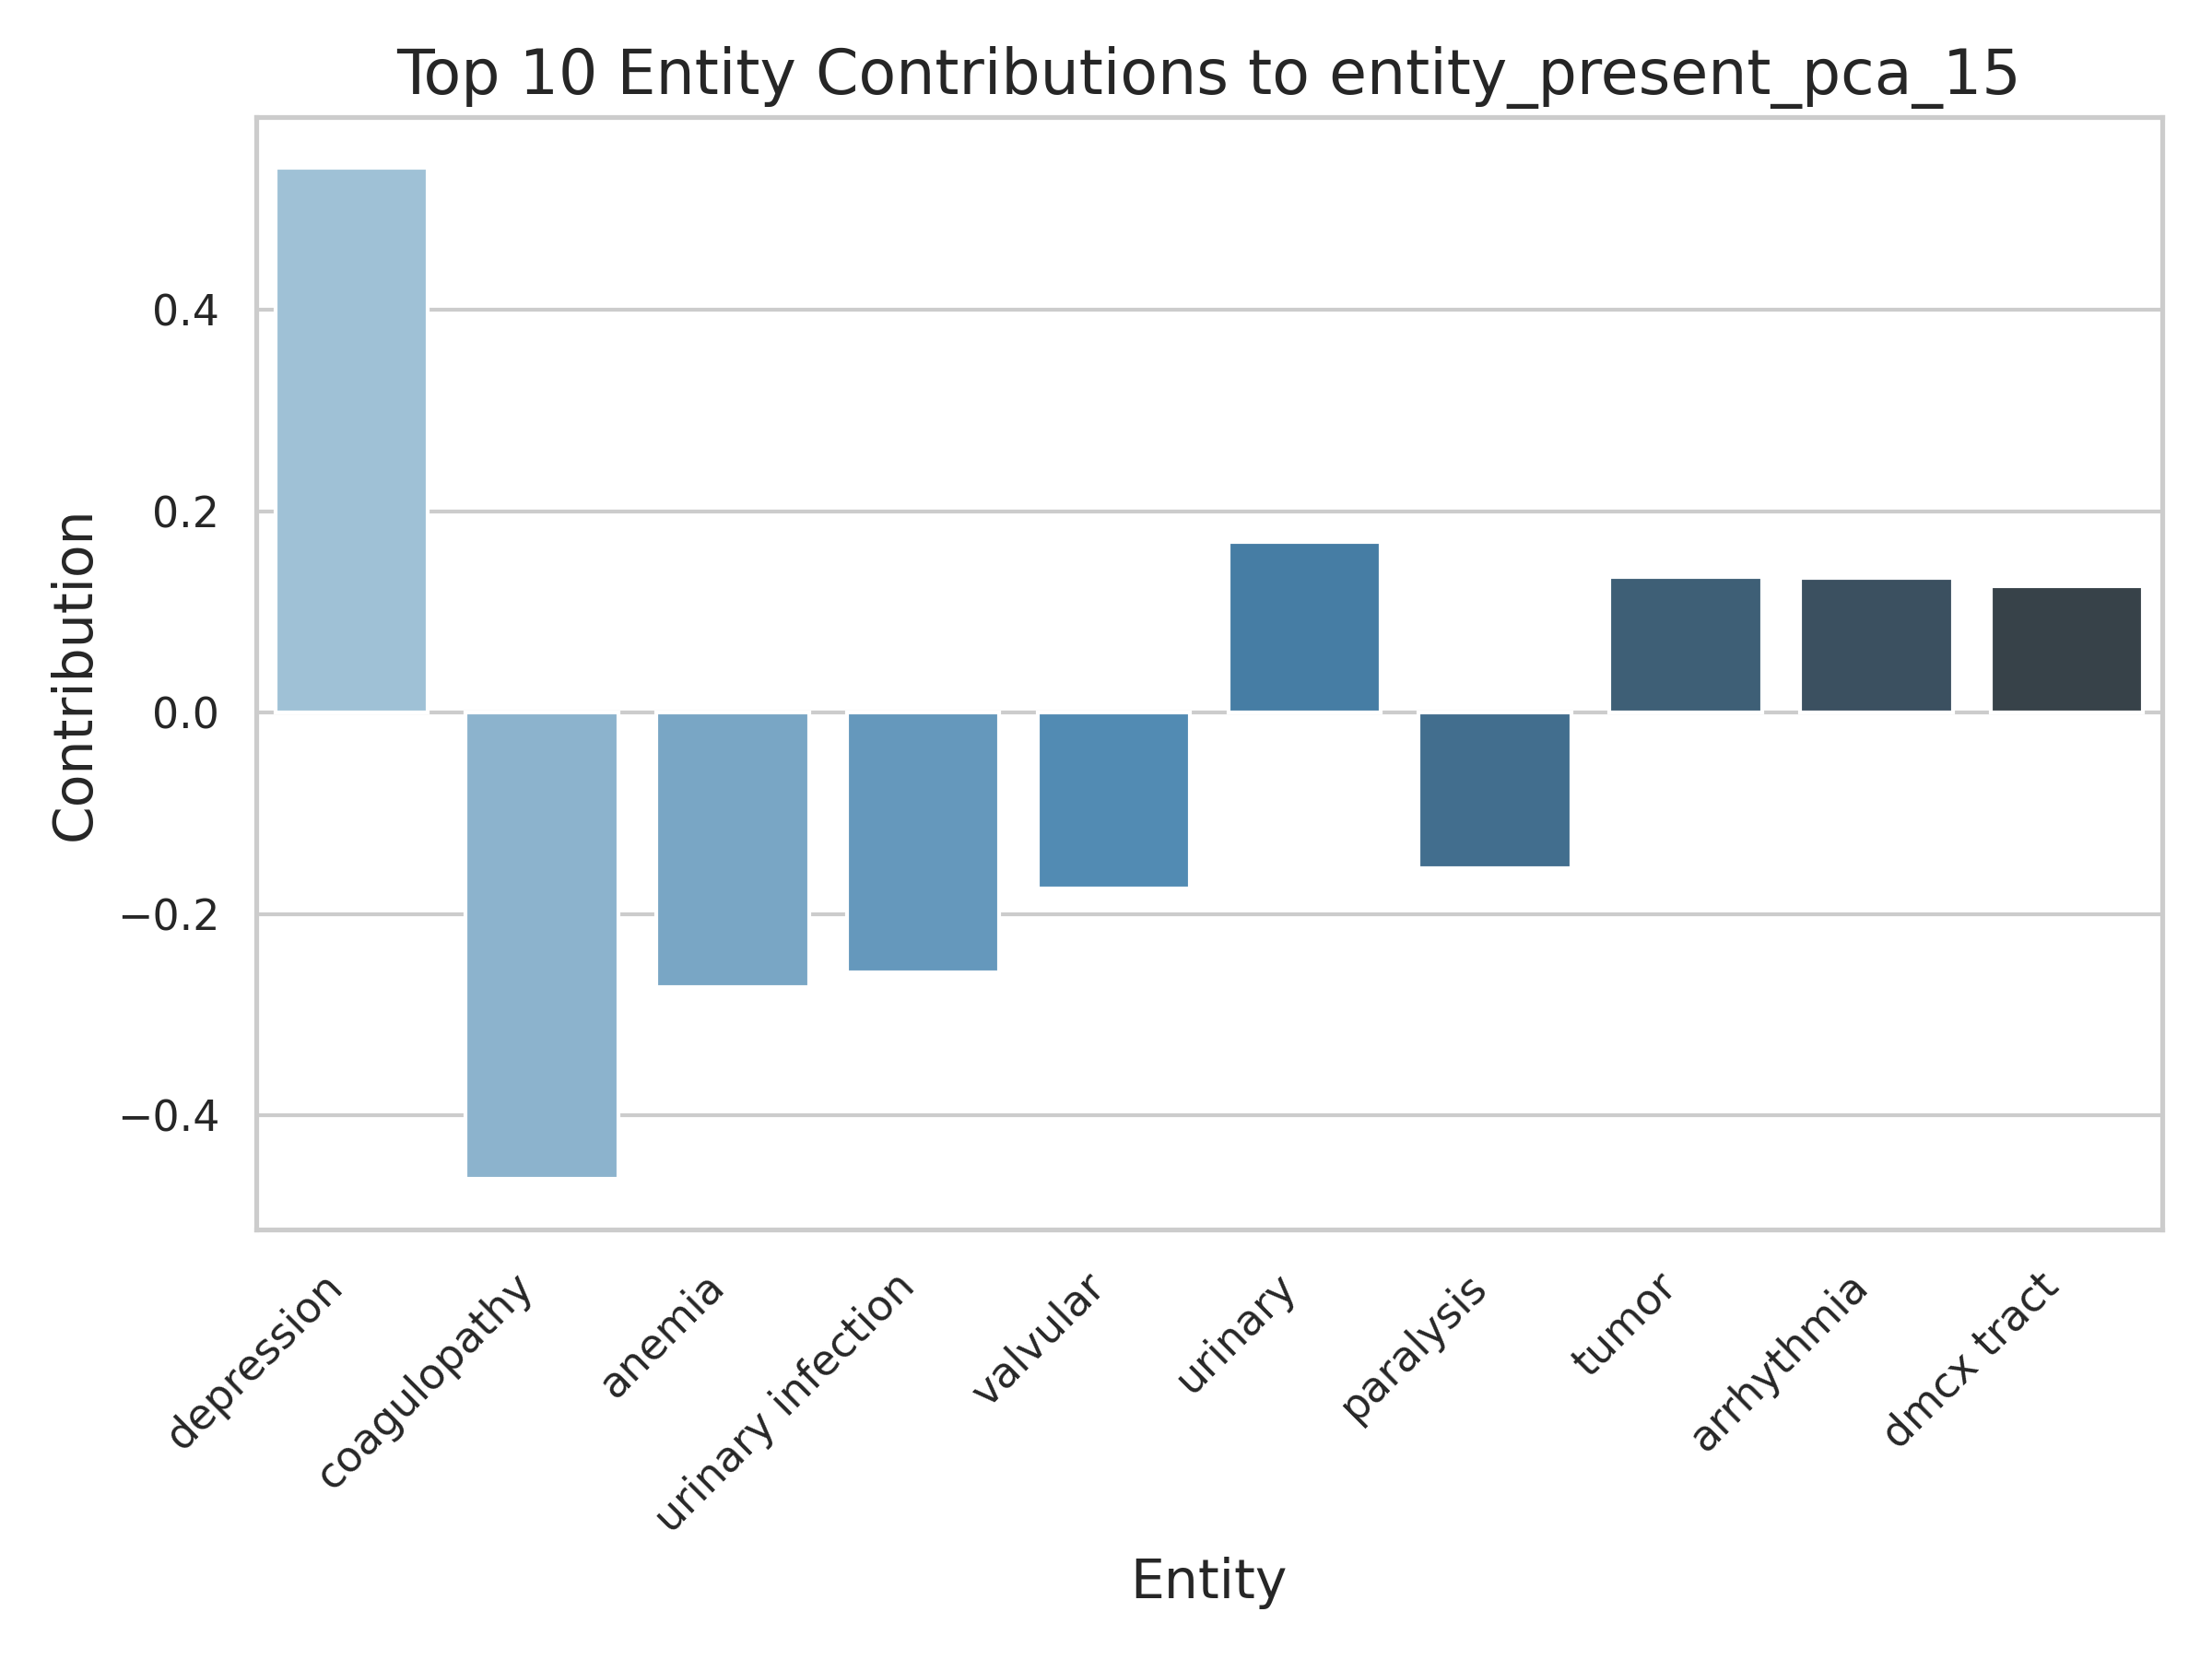 Top 10 Entity Contributions to entity_present_pca_15
Contribution
0.4
0.2
0.0
−0.2
−0.4
depression
coagulopathy
anemia
urinary infection
valvular
urinary
paralysis
tumor
arrhythmia
dmcx tract
Entity